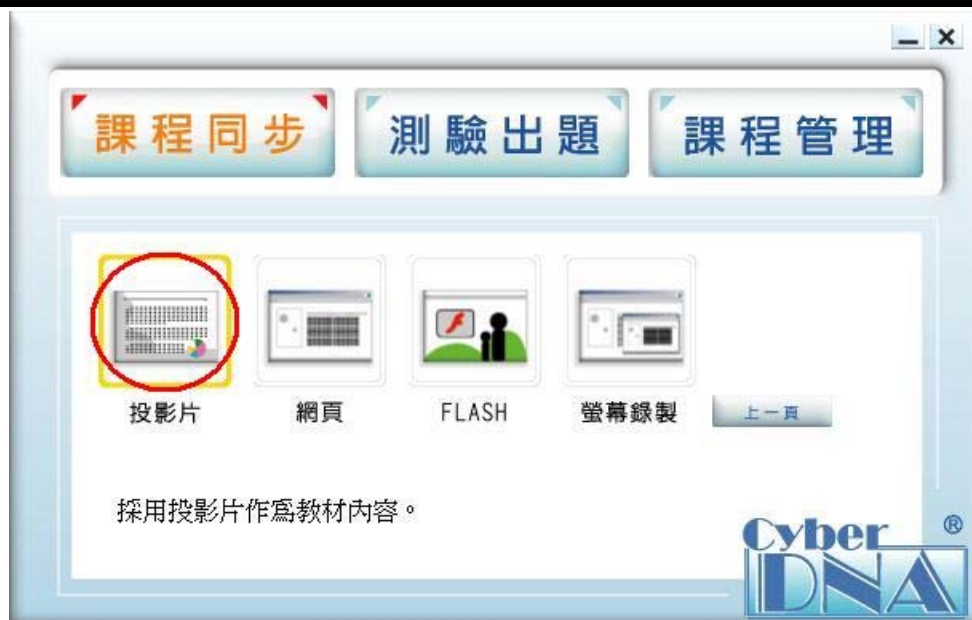 課程同步 測驗出題 課程管理
投影片 網頁 FLASH 螢幕錄製 上一頁
採用投影片作為教材內容。
Cyber ®
DNA